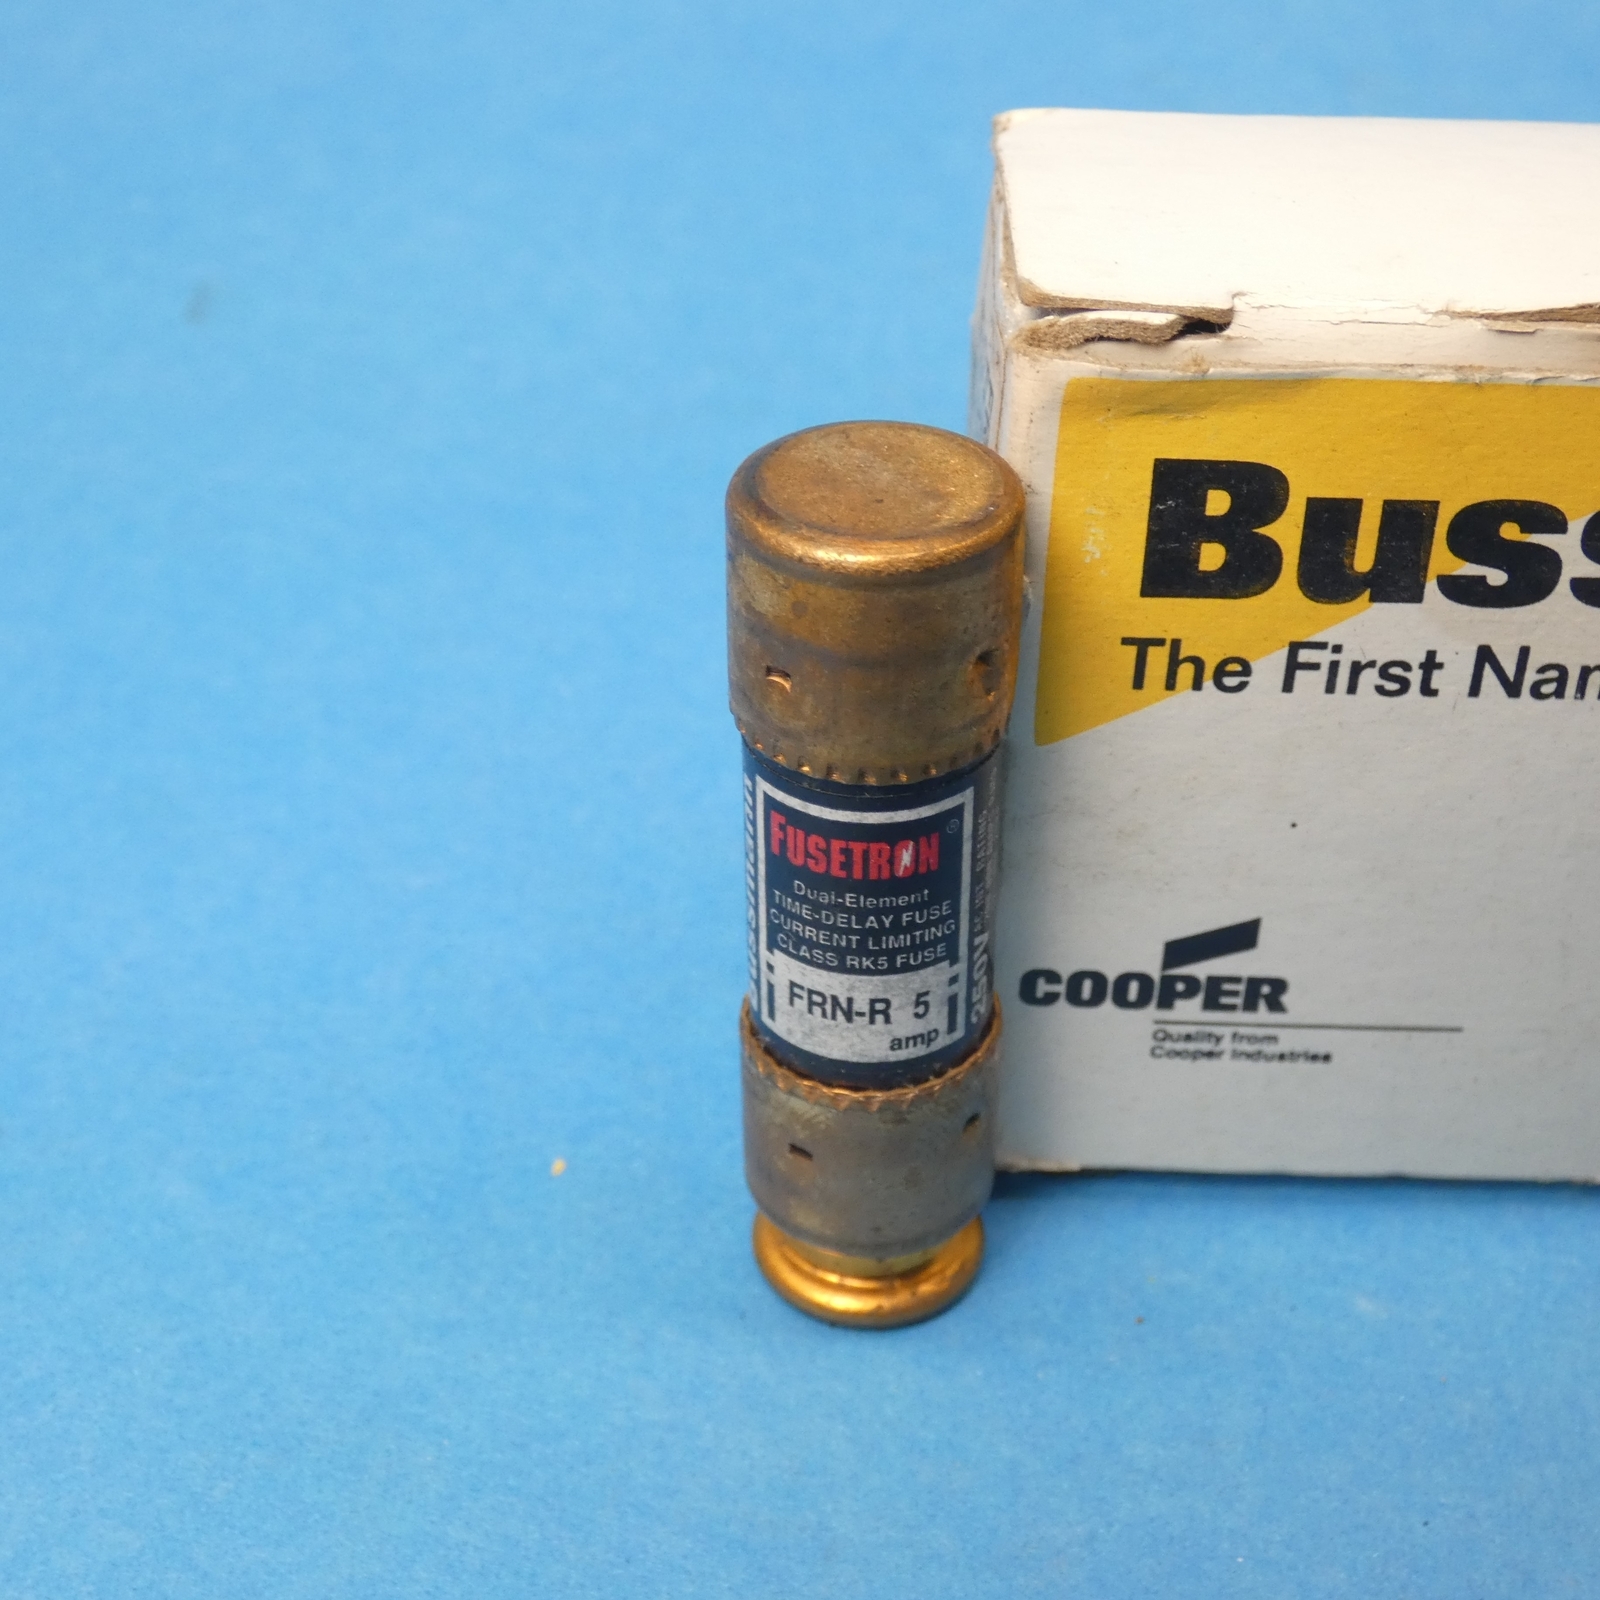 Buss
The First Nam
COOPER
Quality from
Cooper Industries
Bussmann
FUSETRON ®
Dual-Element
TIME-DELAY FUSE
CURRENT LIMITING
CLASS RK5 FUSE
FRN-R 5
amp
250V